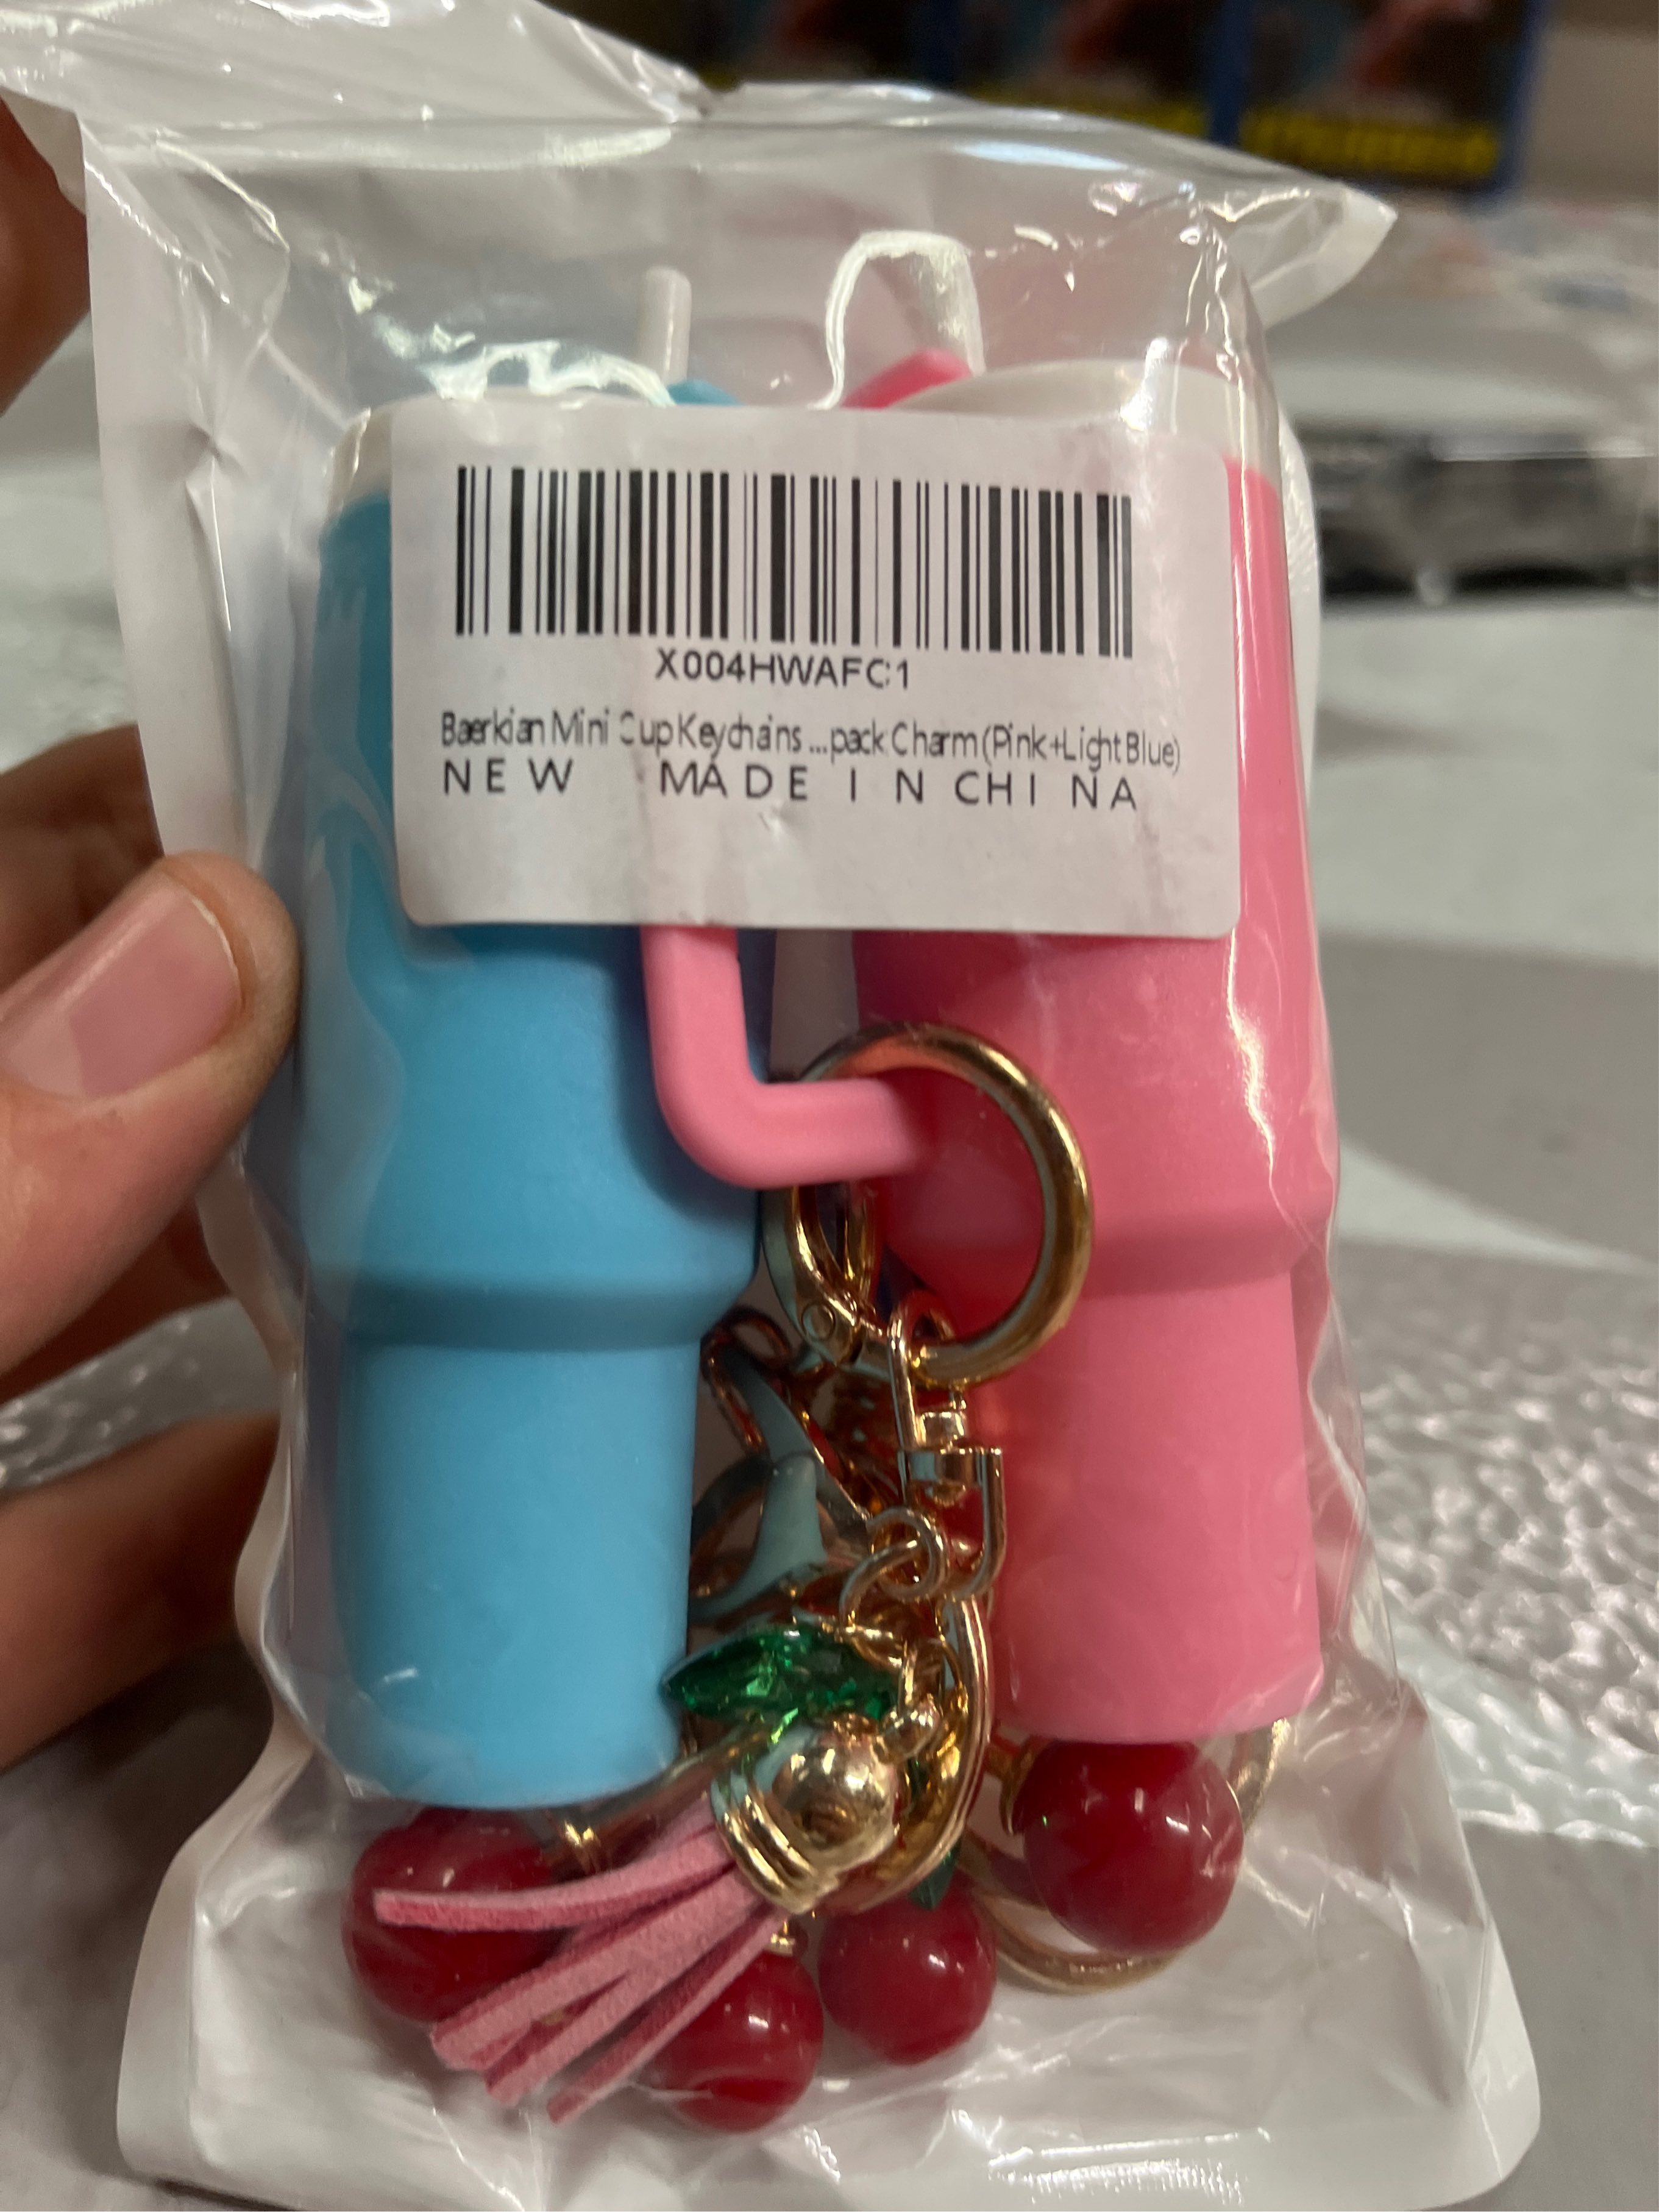 X004HWAFC1
Baerkian Mini Cup Keychains ...pack Charm (Pink+Light Blue)
NEW MADE IN CHINA